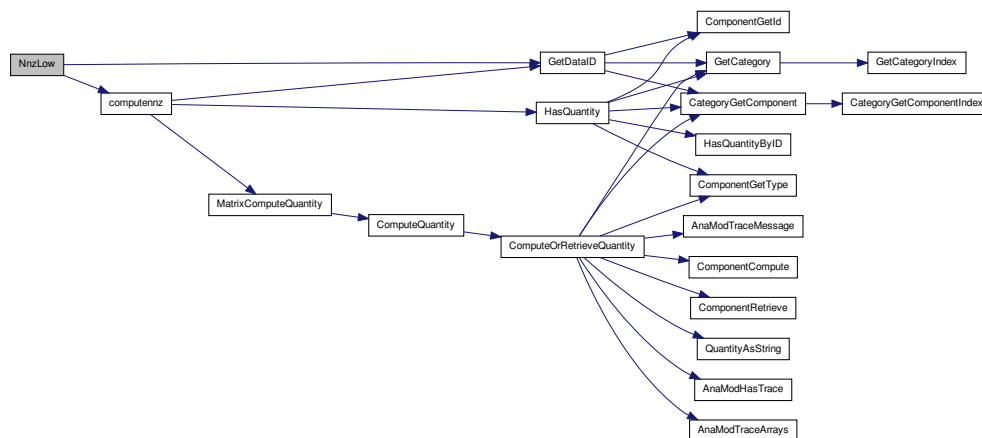 NnzLow
computennz
MatrixComputeQuantity
ComputeQuantity
ComputeOrRetrieveQuantity
GetDataID
HasQuantity
ComponentGetId
GetCategory
CategoryGetComponent
HasQuantityByID
ComponentGetType
AnaModTraceMessage
ComponentCompute
ComponentRetrieve
QuantityAsString
AnaModHasTrace
AnaModTraceArrays
GetCategoryIndex
CategoryGetComponentIndex